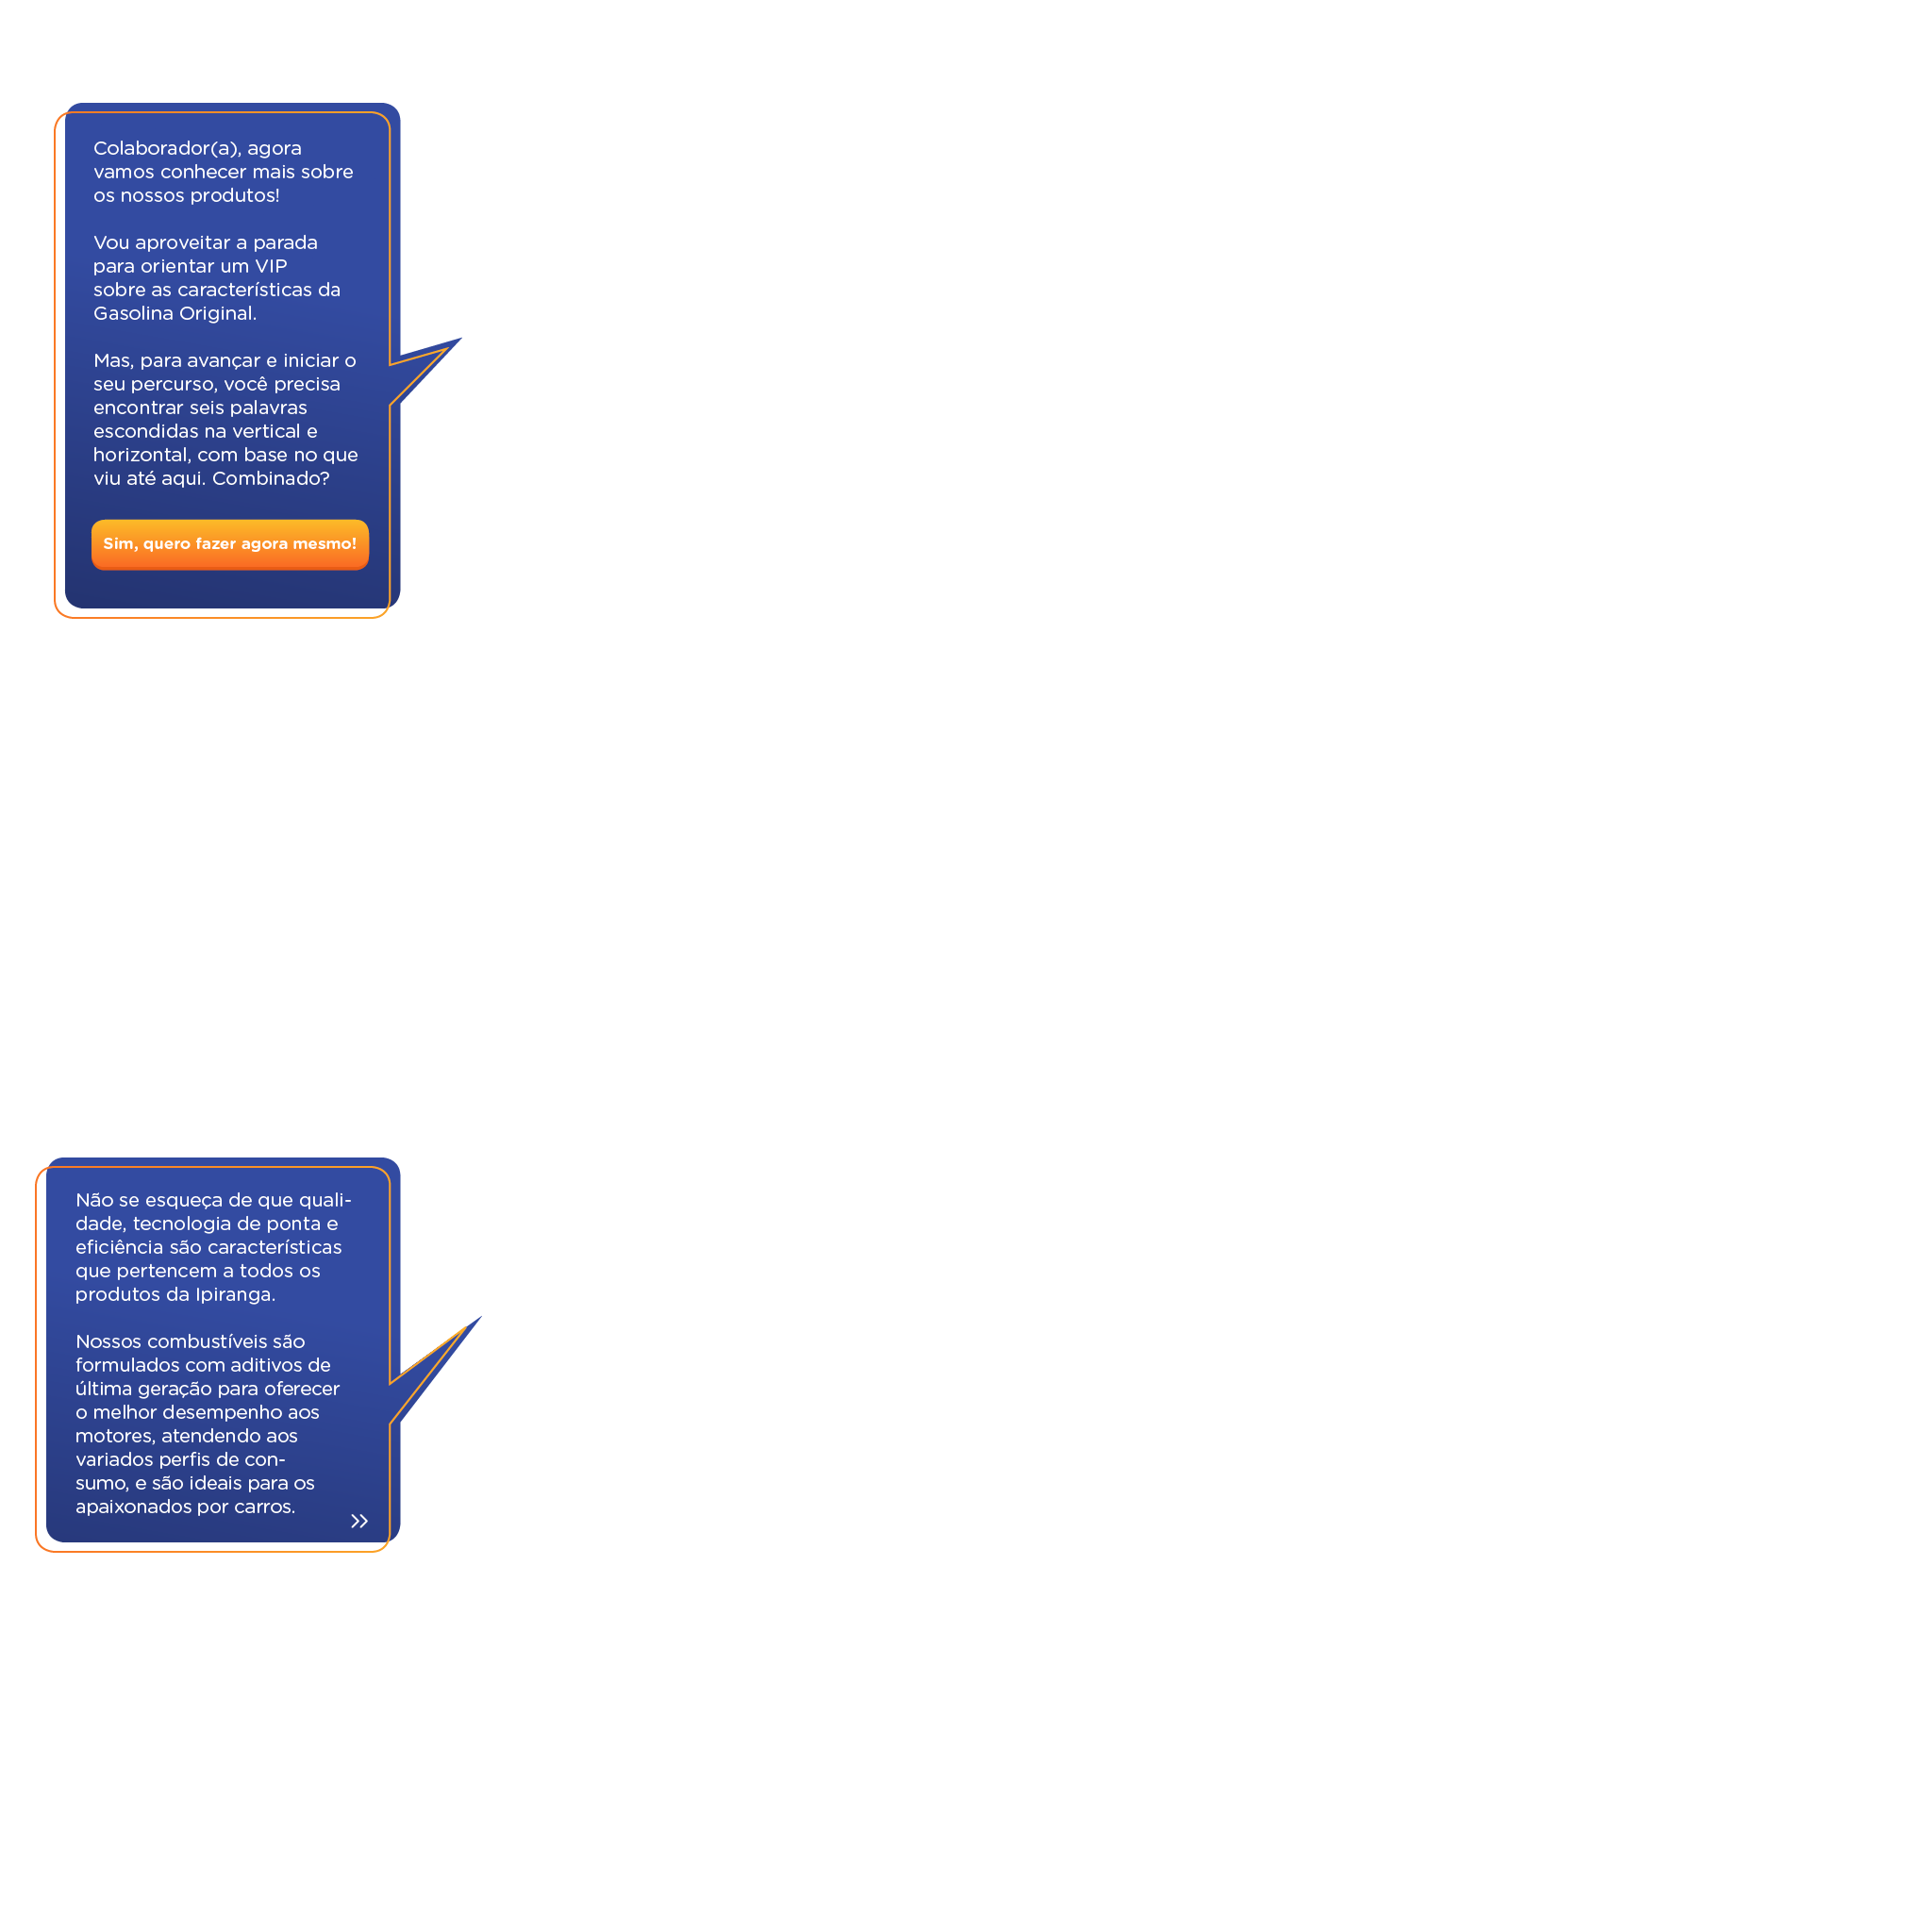 Colaborador(a), agora
vamos conhecer mais sobre
os nossos produtos!
Vou aproveitar a parada
para orientar um VIP
sobre as características da
Gasolina Original.
Mas, para avançar e iniciar o
seu percurso, você precisa
encontrar seis palavras
escondidas na vertical e
horizontal, com base no que
viu até aqui. Combinado?
Sim, quero fazer agora mesmo!
Não se esqueça de que quali-
dade, tecnologia de ponta e
eficiência são características
que pertencem a todos os
produtos da Ipiranga.
Nossos combustíveis são
formulados com aditivos de
última geração para oferecer
o melhor desempenho aos
motores, atendendo aos
variados perfis de con-
sumo, e são ideais para os
apaixonados por carros.